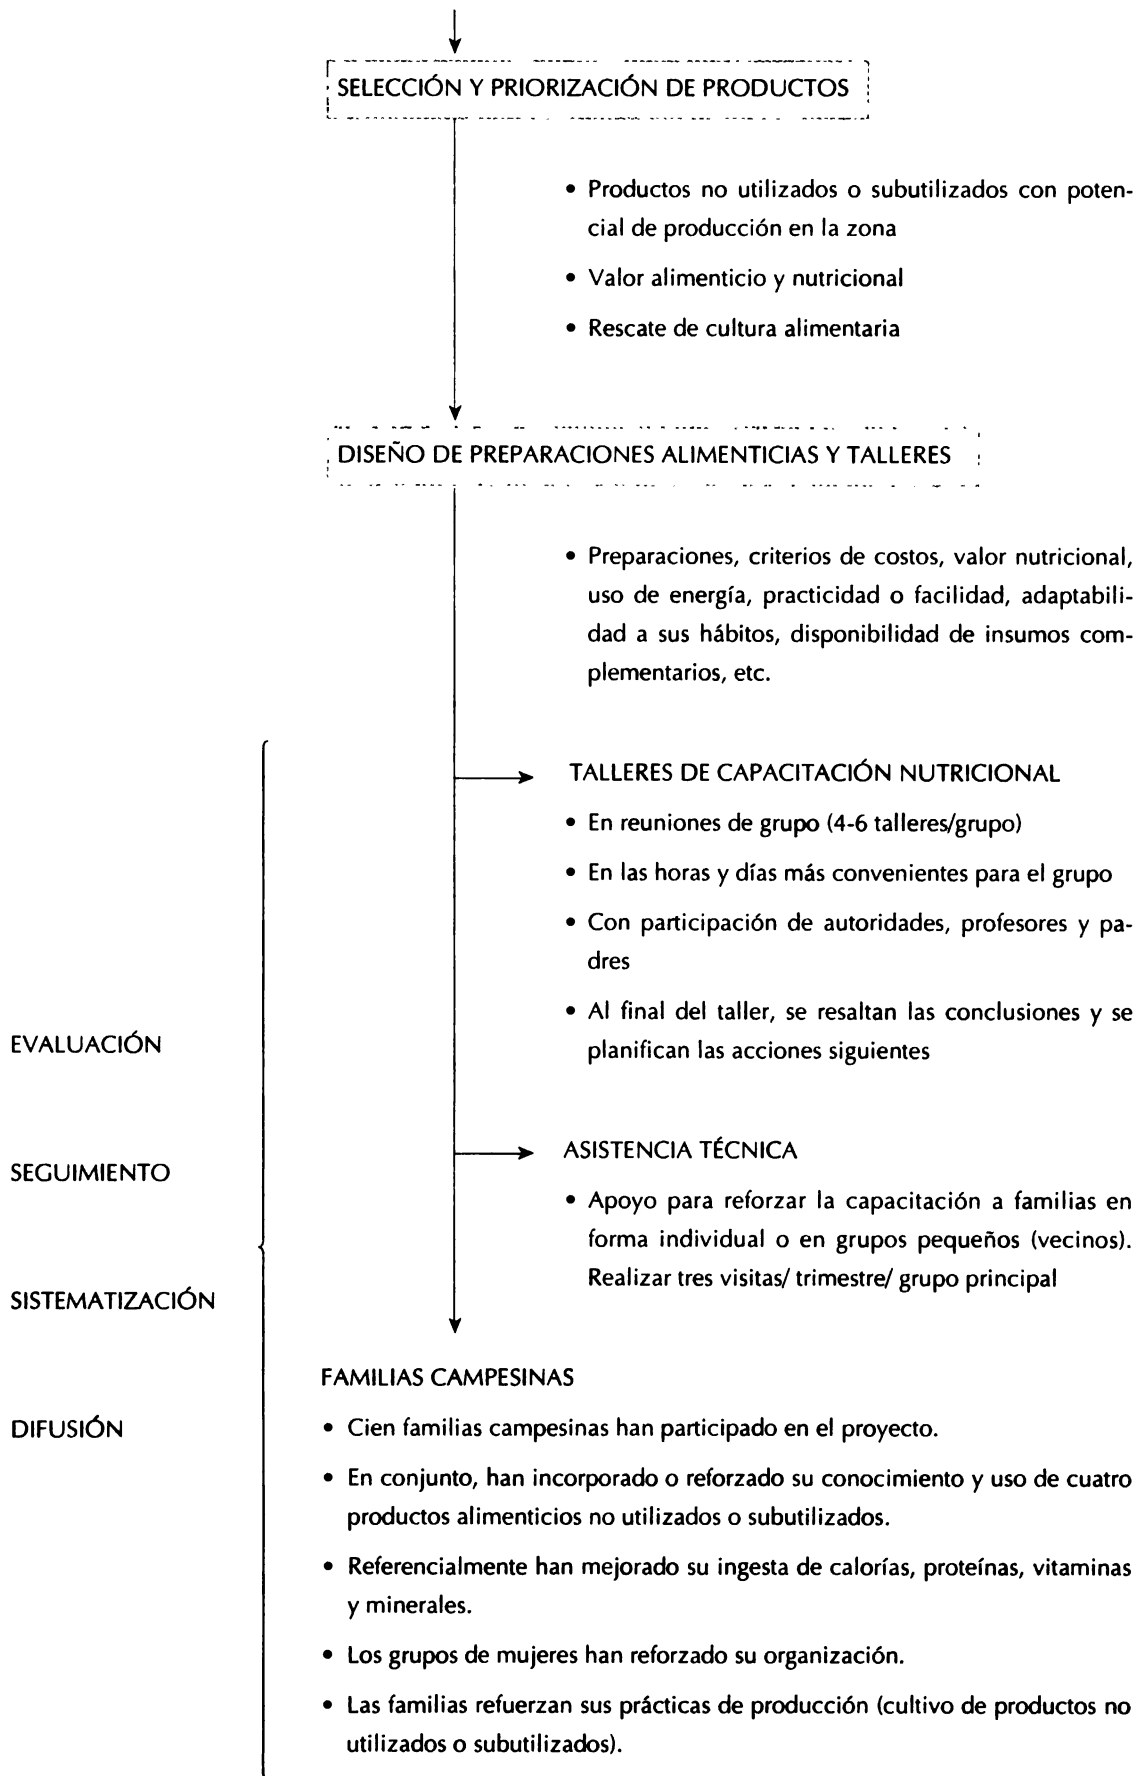 SELECCIÓN Y PRIORIZACIÓN DE PRODUCTOS
• Productos no utilizados o subutilizados con poten-
cial de producción en la zona
• Valor alimenticio y nutricional
• Rescate de cultura alimentaria
DISEÑO DE PREPARACIONES ALIMENTICIAS Y TALLERES
• Preparaciones, criterios de costos, valor nutricional,
uso de energía, practicidad o facilidad, adaptabili-
dad a sus hábitos, disponibilidad de insumos com-
plementarios, etc.
TALLERES DE CAPACITACIÓN NUTRICIONAL
• En reuniones de grupo (4-6 talleres/grupo)
• En las horas y días más convenientes para el grupo
• Con participación de autoridades, profesores y pa-
dres
• Al final del taller, se resaltan las conclusiones y se
planifican las acciones siguientes
EVALUACIÓN
SEGUIMIENTO
SISTEMATIZACIÓN
DIFUSIÓN
ASISTENCIA TÉCNICA
• Apoyo para reforzar la capacitación a familias en
forma individual o en grupos pequeños (vecinos).
Realizar tres visitas/ trimestre/ grupo principal
FAMILIAS CAMPESINAS
• Cien familias campesinas han participado en el proyecto.
• En conjunto, han incorporado o reforzado su conocimiento y uso de cuatro
productos alimenticios no utilizados o subutilizados.
• Referencialmente han mejorado su ingesta de calorías, proteínas, vitaminas
y minerales.
• Los grupos de mujeres han reforzado su organización.
• Las familias refuerzan sus prácticas de producción (cultivo de productos no
utilizados o subutilizados).